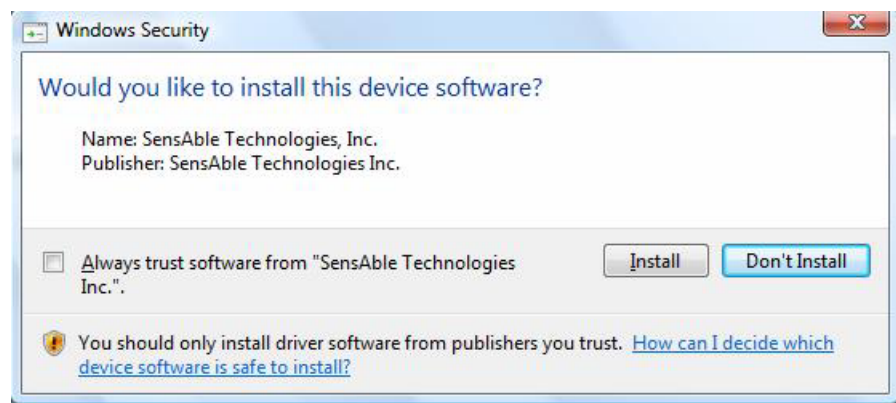 Windows Security
Would you like to install this device software?
Name: SensAble Technologies, Inc.
Publisher: SensAble Technologies Inc.
Always trust software from "SensAble Technologies
Inc.".
Install
Don't Install
You should only install driver software from publishers you trust. How can I decide which
device software is safe to install?